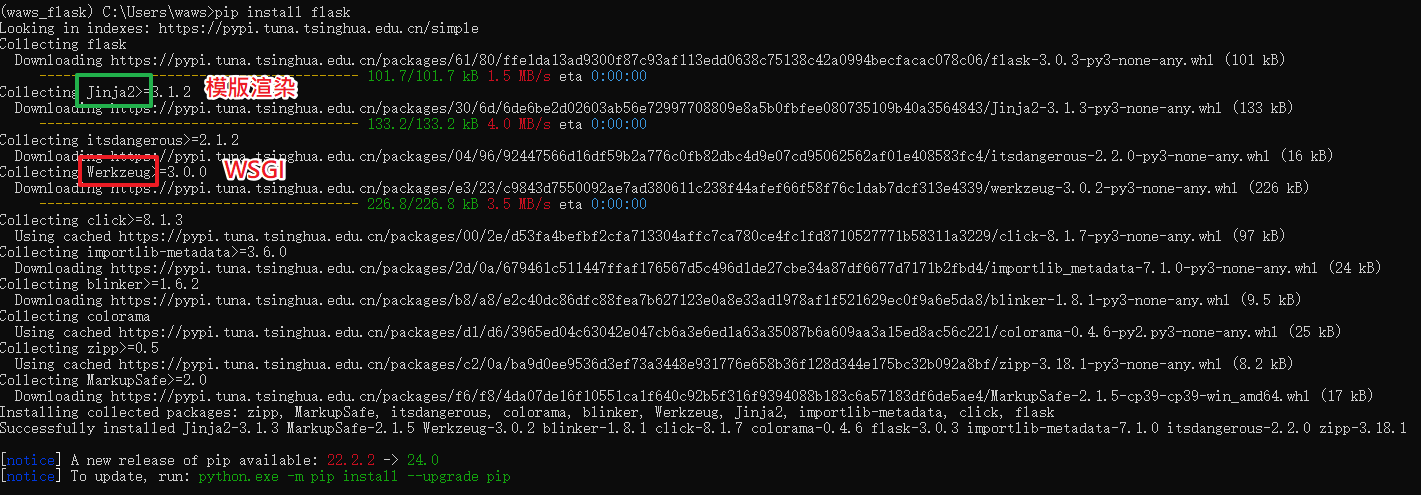 (waws_flask) C:\Users\waws>pip install flask
Looking in indexes: https://pypi.tuna.tsinghua.edu.cn/simple
Collecting flask
Downloading https://pypi.tuna.tsinghua.edu.cn/packages/61/80/ffe1da13ad9300f87c93af113edd0638c75138c42a0994becfacac078c06/flask-3.0.3-py3-none-any.whl (101 kB)
---------------------------------------- 101.7/101.7 kB 1.5 MB/s eta 0:00:00
Collecting Jinja2>=3.1.2 模版渲染
Downloading https://pypi.tuna.tsinghua.edu.cn/packages/30/6d/6de6be2d02603ab56e72997708809e8a5b0fbfee080735109b40a3564843/Jinja2-3.1.3-py3-none-any.whl (133 kB)
---------------------------------------- 133.2/133.2 kB 4.0 MB/s eta 0:00:00
Collecting itsdangerous>=2.1.2
Downloading https://pypi.tuna.tsinghua.edu.cn/packages/04/96/92447566d16df59b2a776c0fb82dbc4d9e07cd95062562af01e408583fc4/itsdangerous-2.2.0-py3-none-any.whl (16 kB)
Collecting Werkzeug>=3.0.0 WSGI
Downloading https://pypi.tuna.tsinghua.edu.cn/packages/e3/23/c9843d7550092ae7ad380611c238f44afef66f58f76c1dab7dcf313e4339/werkzeug-3.0.2-py3-none-any.whl (226 kB)
---------------------------------------- 226.8/226.8 kB 3.5 MB/s eta 0:00:00
Collecting click>=8.1.3
Using cached https://pypi.tuna.tsinghua.edu.cn/packages/00/2e/d53fa4befbf2cfa713304affc7ca780ce4fc1fd8710527771b58311a3229/click-8.1.7-py3-none-any.whl (97 kB)
Collecting importlib-metadata>=3.6.0
Downloading https://pypi.tuna.tsinghua.edu.cn/packages/2d/0a/679461c511447ffaf176567d5c496d1de27cbe34a87df6677d7171b2fbd4/importlib_metadata-7.1.0-py3-none-any.whl (24 kB)
Collecting blinker>=1.6.2
Downloading https://pypi.tuna.tsinghua.edu.cn/packages/b8/a8/e2c40dc86dfc88fea7b627123e0a8e33ad1978af1f521629ec0f9a6e5da8/blinker-1.8.1-py3-none-any.whl (9.5 kB)
Collecting colorama
Using cached https://pypi.tuna.tsinghua.edu.cn/packages/d1/d6/3965ed04c63042e047cb6a3e6ed1a63a35087b6a609aa3a15ed8ac56c221/colorama-0.4.6-py2.py3-none-any.whl (25 kB)
Collecting zipp>=0.5
Using cached https://pypi.tuna.tsinghua.edu.cn/packages/c2/0a/ba9d0ee9536d3ef73a3448e931776e658b36f128d344e175bc32b092a8bf/zipp-3.18.1-py3-none-any.whl (8.2 kB)
Collecting MarkupSafe>=2.0
Downloading https://pypi.tuna.tsinghua.edu.cn/packages/f6/f8/4da07de16f10551ca1f640c92b5f316f9394088b183c6a57183df6de5ae4/MarkupSafe-2.1.5-cp39-cp39-win_amd64.whl (17 kB)
Installing collected packages: zipp, MarkupSafe, itsdangerous, colorama, blinker, Werkzeug, Jinja2, importlib-metadata, click, flask
Successfully installed Jinja2-3.1.3 MarkupSafe-2.1.5 Werkzeug-3.0.2 blinker-1.8.1 click-8.1.7 colorama-0.4.6 flask-3.0.3 importlib-metadata-7.1.0 itsdangerous-2.2.0 zipp-3.18.1
[notice] A new release of pip available: 22.2.2 -> 24.0
[notice] To update, run: python.exe -m pip install --upgrade pip